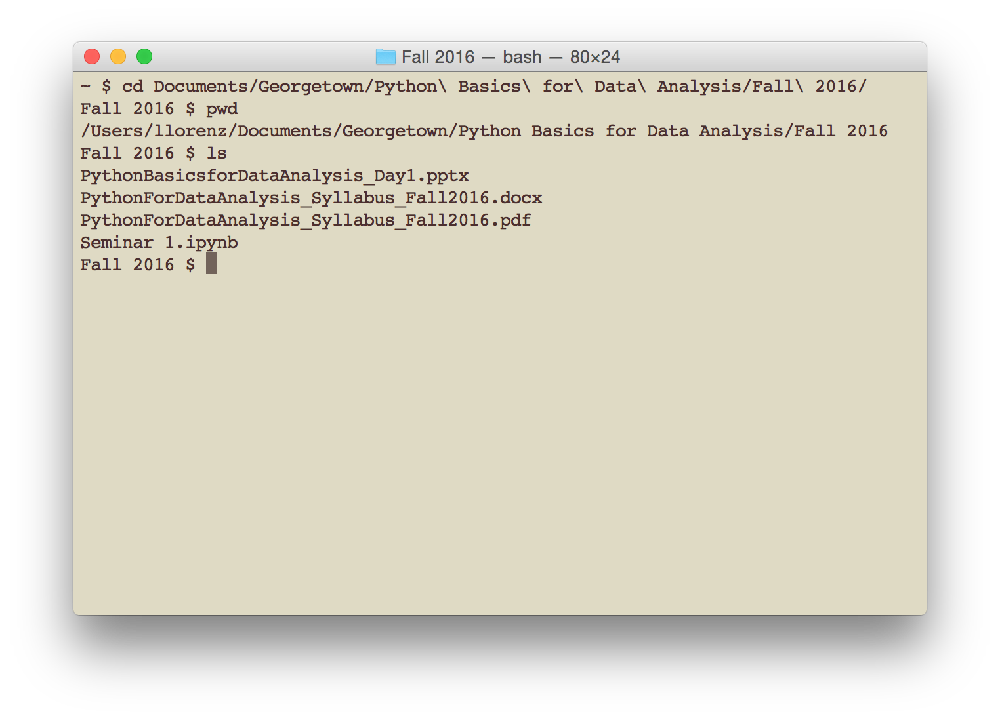 Fall 2016 — bash — 80×24
~ $ cd Documents/Georgetown/Python\ Basics\ for\ Data\ Analysis/Fall\ 2016/
Fall 2016 $ pwd
/Users/llorenz/Documents/Georgetown/Python Basics for Data Analysis/Fall 2016
Fall 2016 $ ls
PythonBasicsforDataAnalysis_Day1.pptx
PythonForDataAnalysis_Syllabus_Fall2016.docx
PythonForDataAnalysis_Syllabus_Fall2016.pdf
Seminar 1.ipynb
Fall 2016 $